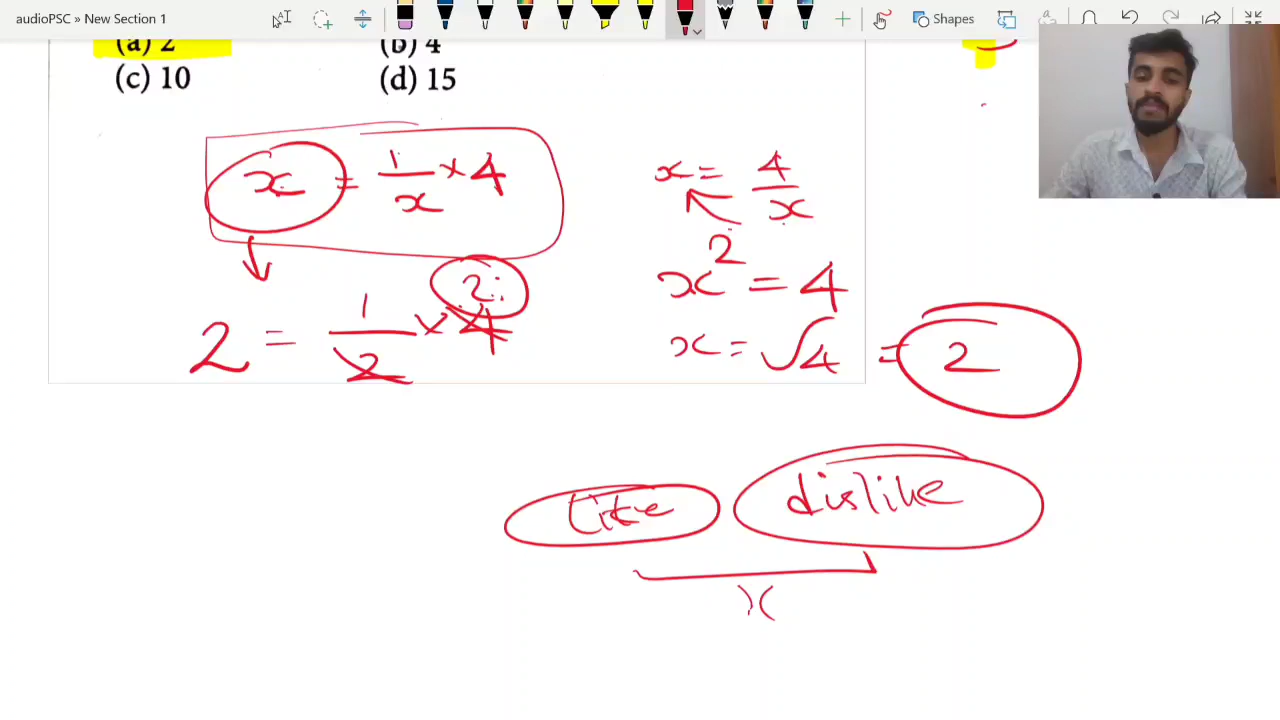 audioPSC » New Section 1
Shapes
(a) 2 (b) 4
(c) 10 (d) 15
x = 1/x × 4
x = 4/x
x² = 4
2 = 1/2 × 4 2
x = √4 = 2
like dislike
x